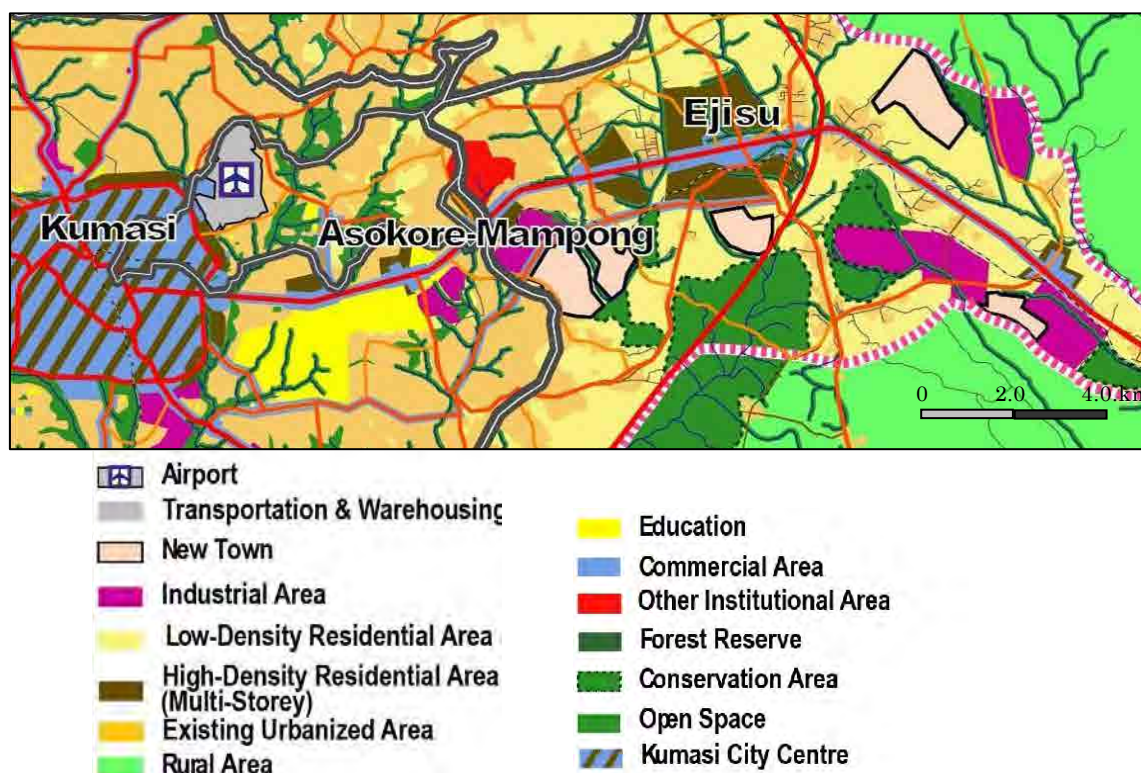 Ejisu
Kumasi
Asokore-Mampong
0 2.0 4.0 km
Airport
Transportation & Warehousing
New Town
Industrial Area
Low-Density Residential Area
High-Density Residential Area
(Multi-Storey)
Existing Urbanized Area
Rural Area
Education
Commercial Area
Other Institutional Area
Forest Reserve
Conservation Area
Open Space
Kumasi City Centre